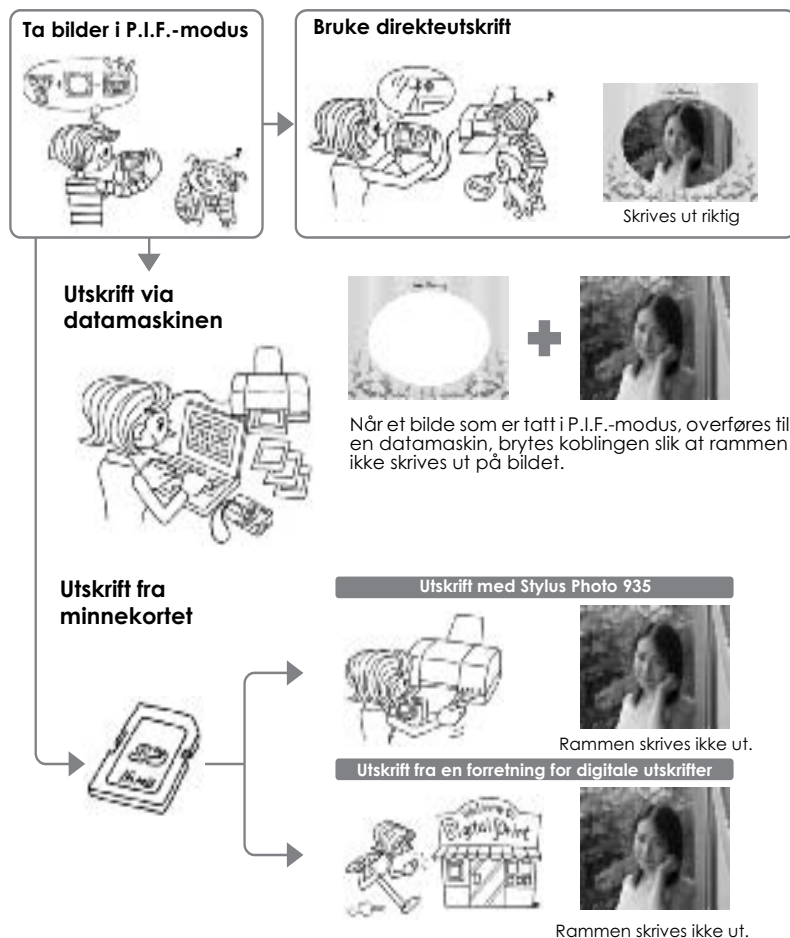 Ta bilder i P.I.F.-modus
Bruke direkteutskrift
Skrives ut riktig
Utskrift via
datamaskinen
Når et bilde som er tatt i P.I.F.-modus, overføres til
en datamaskin, brytes koblingen slik at rammen
ikke skrives ut på bildet.
Utskrift fra
minnekortet
Utskrift med Stylus Photo 935
Rammen skrives ikke ut.
Utskrift fra en forretning for digitale utskrifter
Digital Print
Rammen skrives ikke ut.